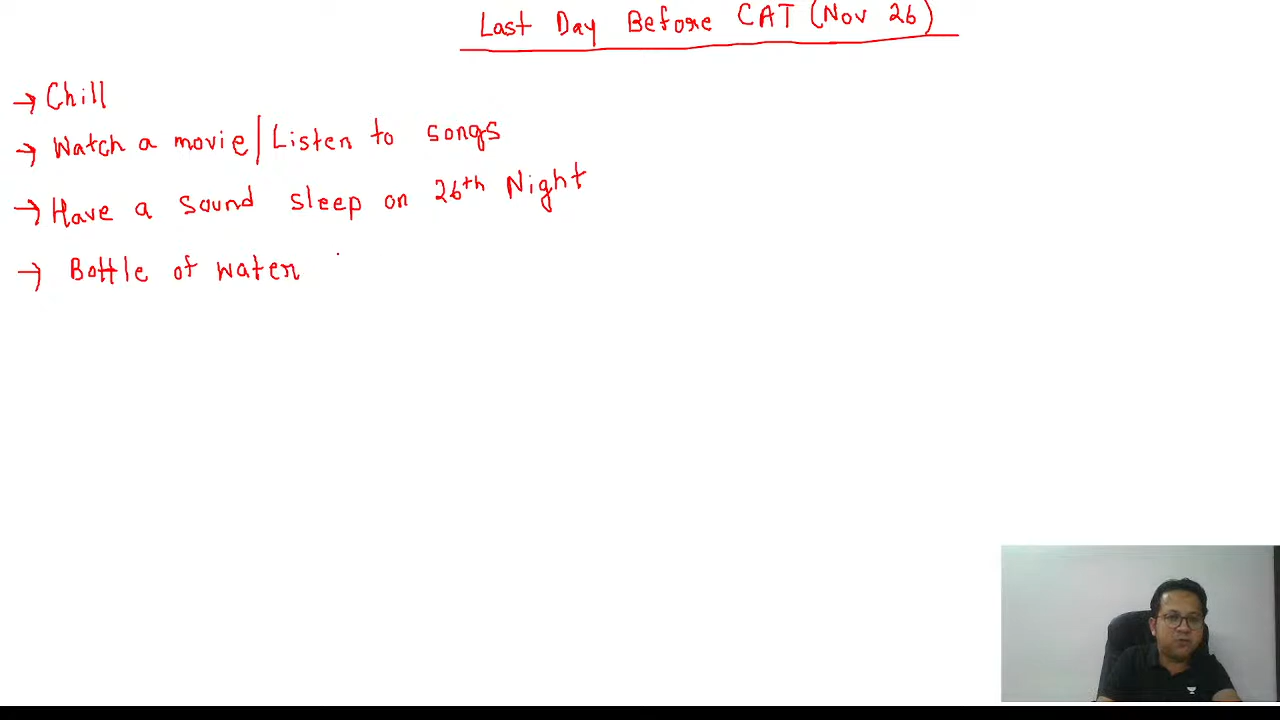 Last Day Before CAT (Nov 26)
→ Chill
→ Watch a movie/Listen to songs
→ Have a sound sleep on 26th Night
→ Bottle of water